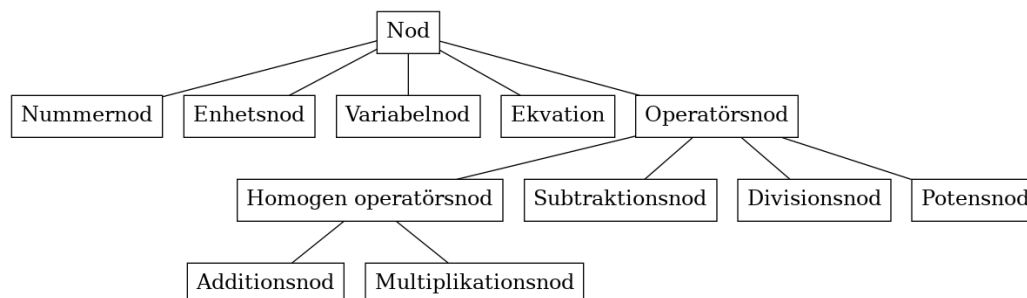 Nod
Nummernod
Enhetsnod
Variabelnod
Ekvation
Operatörsnod
Homogen operatörsnod
Subtraktionsnod
Divisionsnod
Potensnod
Additionsnod
Multiplikationsnod